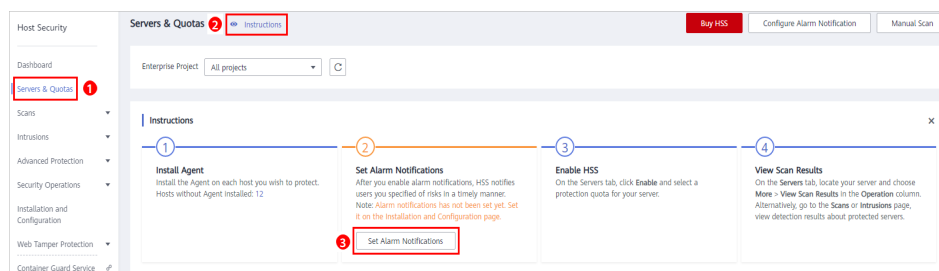 Host Security
Dashboard
Servers & Quotas
1
Scans
Intrusions
Advanced Protection
Security Operations
Installation and
Configuration
Web Tamper Protection
Container Guard Service
Servers & Quotas
2
Instructions
Buy HSS
Configure Alarm Notification
Manual Scan
Enterprise Project
All projects
Instructions
1
Install Agent
Install the Agent on each host you wish to protect.
Hosts without Agent Installed: 12
2
Set Alarm Notifications
After you enable alarm notifications, HSS notifies
users you specified of risks in a timely manner.
Note: Alarm notifications has not been set yet. Set
it on the Installation and Configuration page.
3
Set Alarm Notifications
3
Enable HSS
On the Servers tab, click Enable and select a
protection quota for your server.
4
View Scan Results
On the Servers tab, locate your server and choose
More > View Scan Results in the Operation column.
Alternatively, go to the Scans or Intrusions page,
view detection results about protected servers.